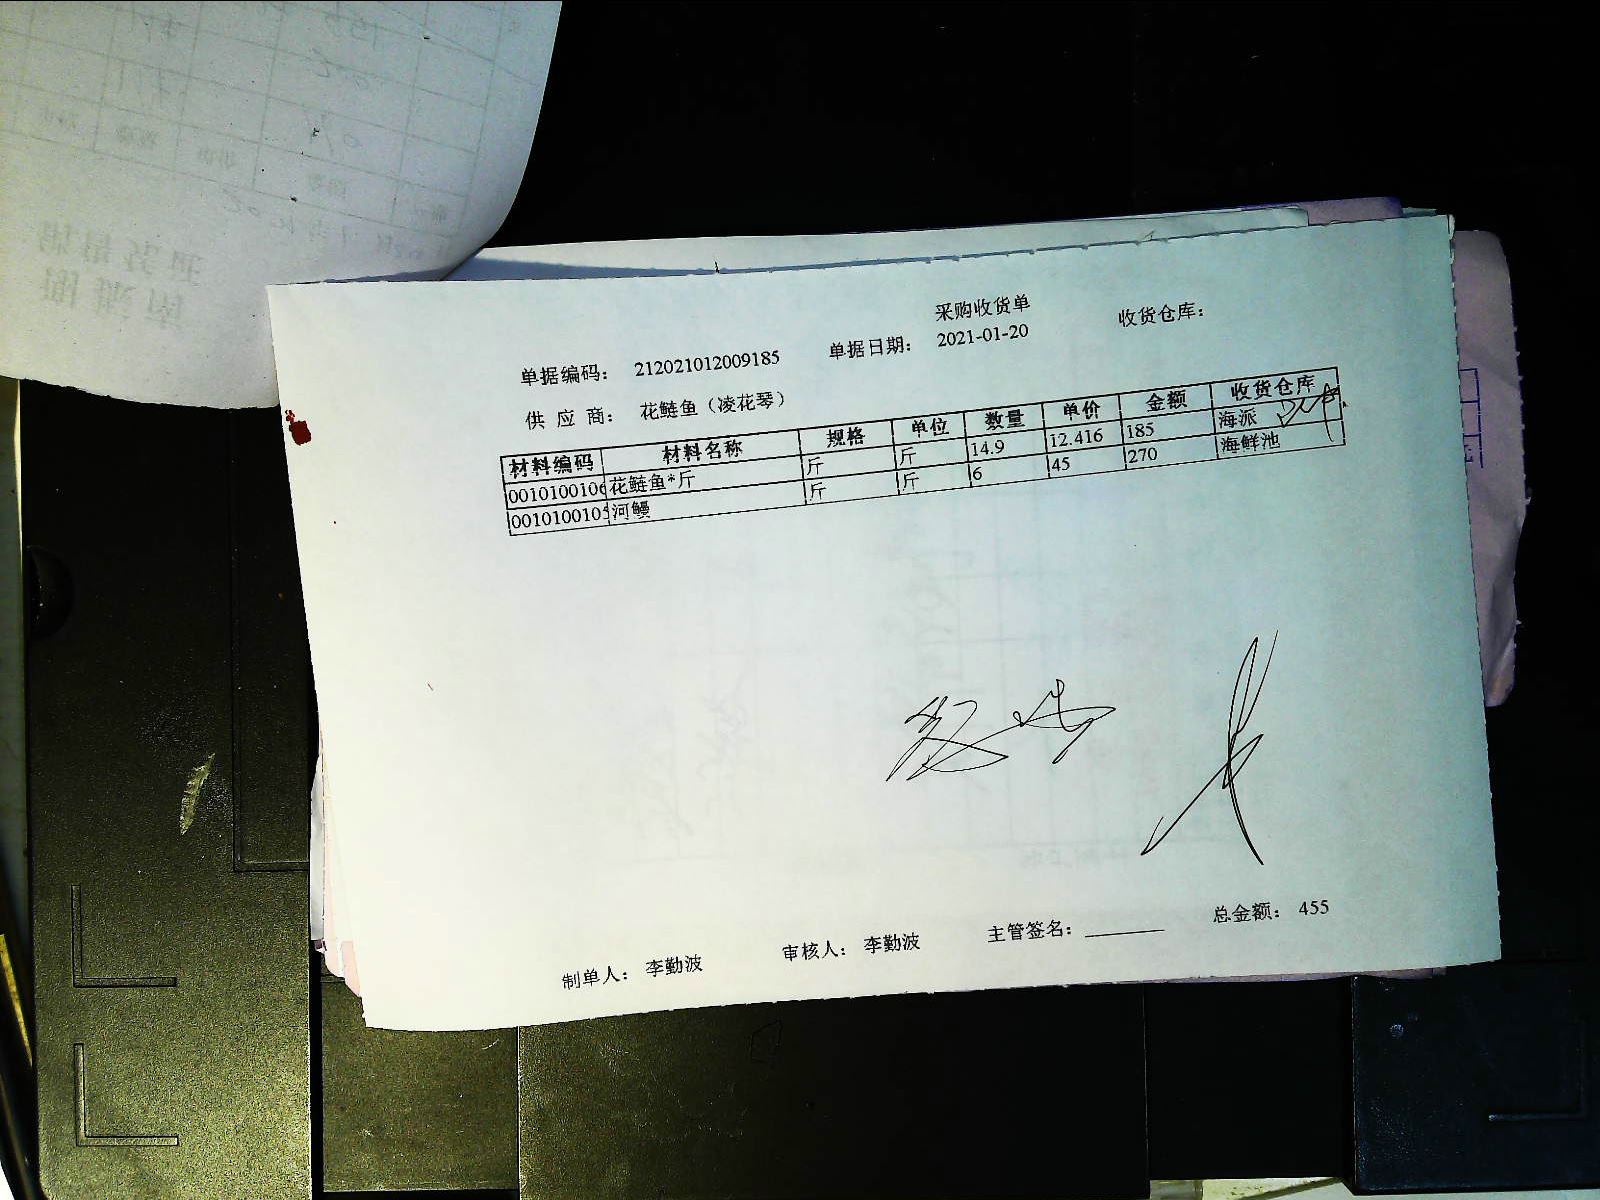 采购收货单
单据编码： 212021012009185 单据日期： 2021-01-20 收货仓库：
供 应 商： 花鲢鱼（凌花琴）
材料编码 材料名称 规格 单位 数量 单价 金额 收货仓库
0010100106 花鲢鱼*斤 斤 斤 14.9 12.416 185 海派
0010100105 河鳗 斤 斤 6 45 270 海鲜池
总金额： 455
制单人： 李勤波 审核人： 李勤波 主管签名：